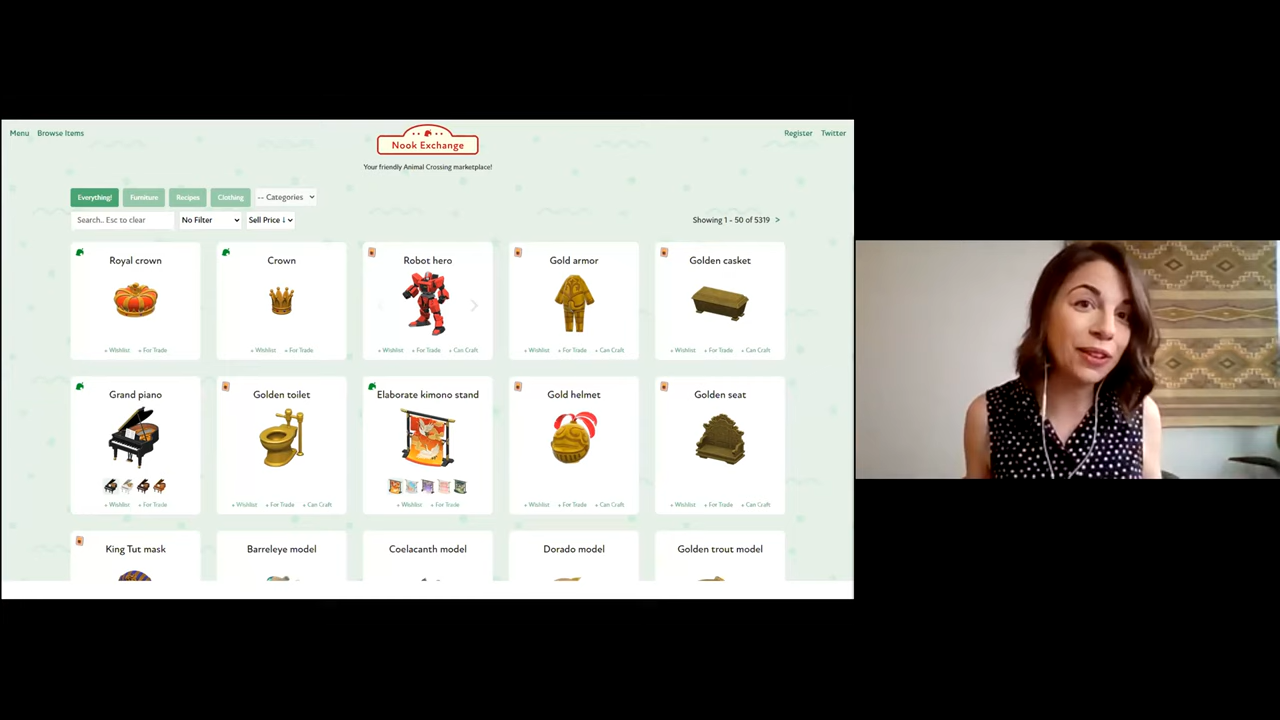 Menu Browse Items
Nook Exchange
Register Twitter
Your friendly Animal Crossing marketplace!
Everything! Furniture Recipes Clothing -- Categories
Search.. Esc to clear No Filter Sell Price ↓ Showing 1 - 50 of 5319 >
Royal crown Crown Robot hero Gold armor Golden casket
+ Wishlist + For Trade + Wishlist + For Trade + Wishlist + For Trade + Can Craft + Wishlist + For Trade + Can Craft + Wishlist + For Trade + Can Craft
Grand piano Golden toilet Elaborate kimono stand Gold helmet Golden seat
+ Wishlist + For Trade + Wishlist + For Trade + Can Craft + Wishlist + For Trade + Wishlist + For Trade + Can Craft + Wishlist + For Trade + Can Craft
King Tut mask Barreleye model Coelacanth model Dorado model Golden trout model